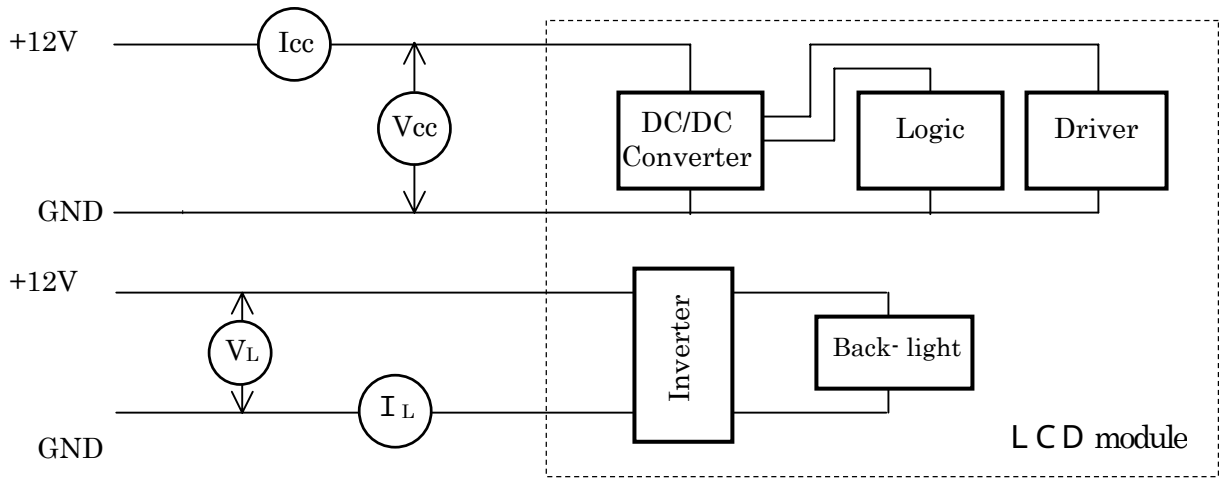 +12V
Icc
Vcc
DC/DC
Converter
Logic
Driver
GND
+12V
VL
IL
Inverter
Back- light
GND
LCD module